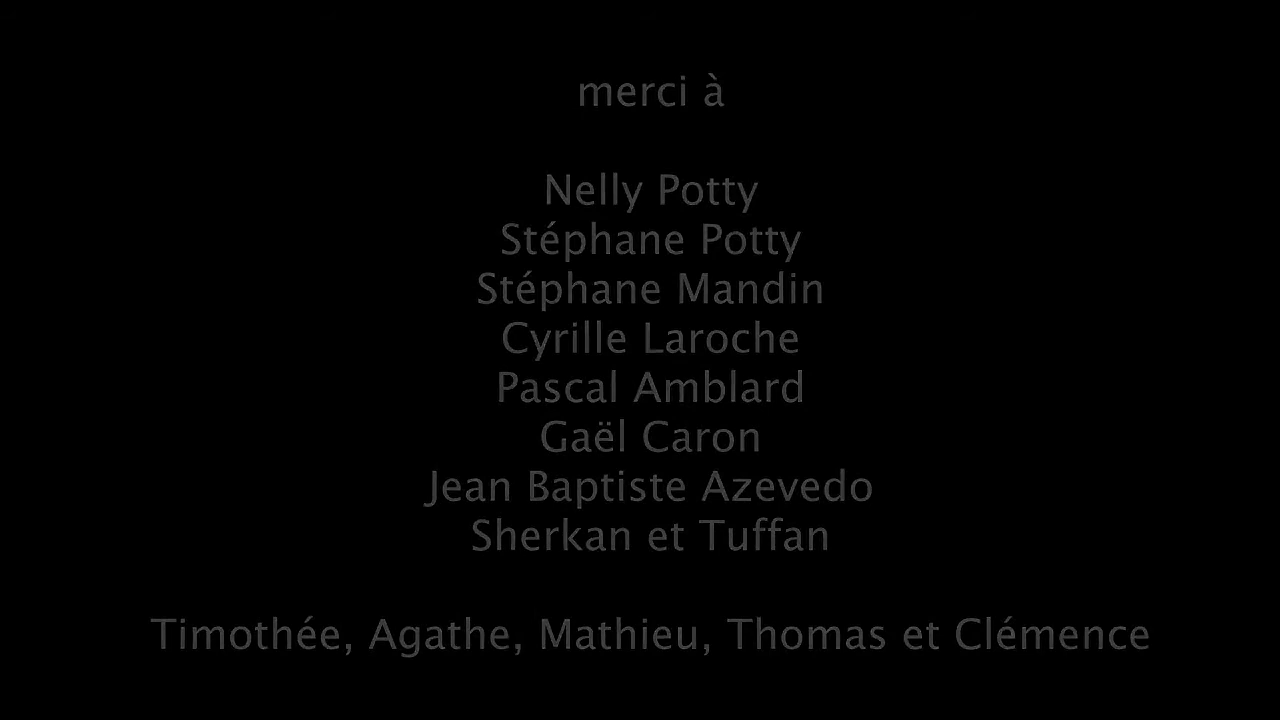 merci à
Nelly Potty
Stéphane Potty
Stéphane Mandin
Cyrille Laroche
Pascal Amblard
Gaël Caron
Jean Baptiste Azevedo
Sherkan et Tuffan
Timothée, Agathe, Mathieu, Thomas et Clémence